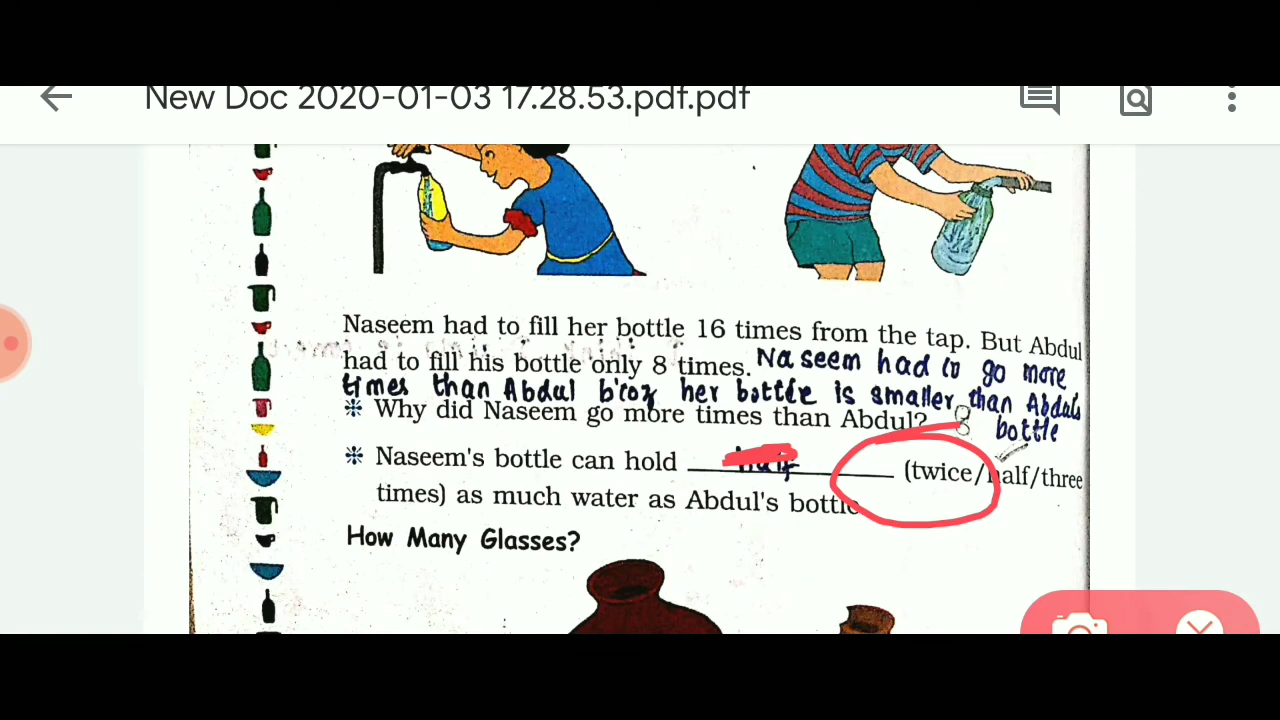 New Doc 2020-01-03 17.28.53.pdf.pdf
Naseem had to fill her bottle 16 times from the tap. But Abdul
had to fill his bottle only 8 times. Naseem had to go more
times than Abdul b'coz her bottle is smaller than Abduls
bottle
* Why did Naseem go more times than Abdul? 8
* Naseem's bottle can hold half (twice/half/three
times) as much water as Abdul's bottle
How Many Glasses?